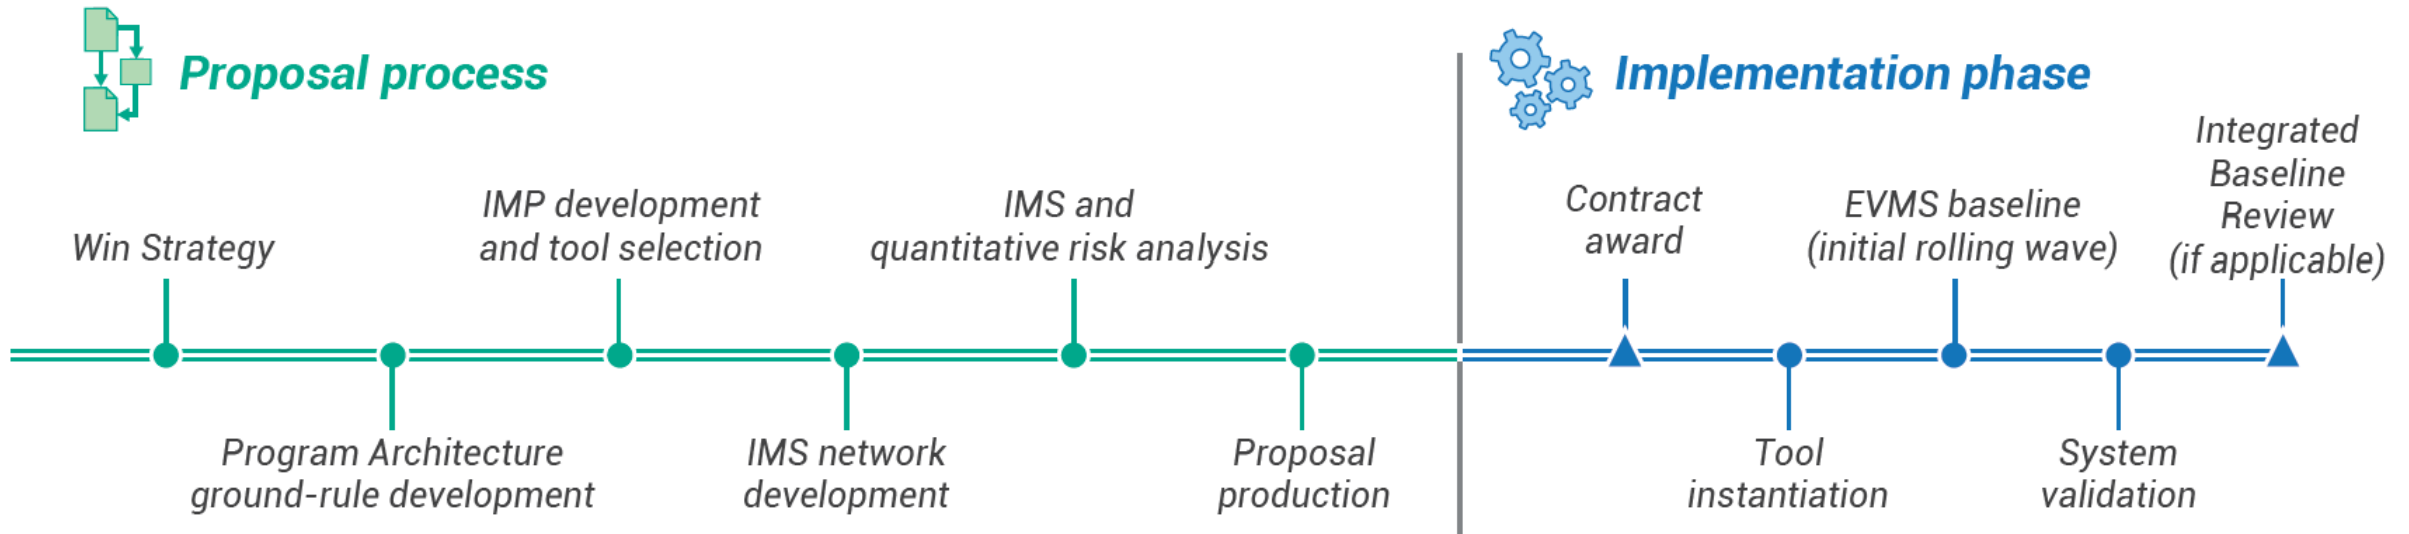 Proposal process
Win Strategy
Program Architecture
ground-rule development
IMP development
and tool selection
IMS network
development
IMS and
quantitative risk analysis
Proposal
production
Implementation phase
Contract
award
Tool
instantiation
EVMS baseline
(initial rolling wave)
System
validation
Integrated
Baseline
Review
(if applicable)